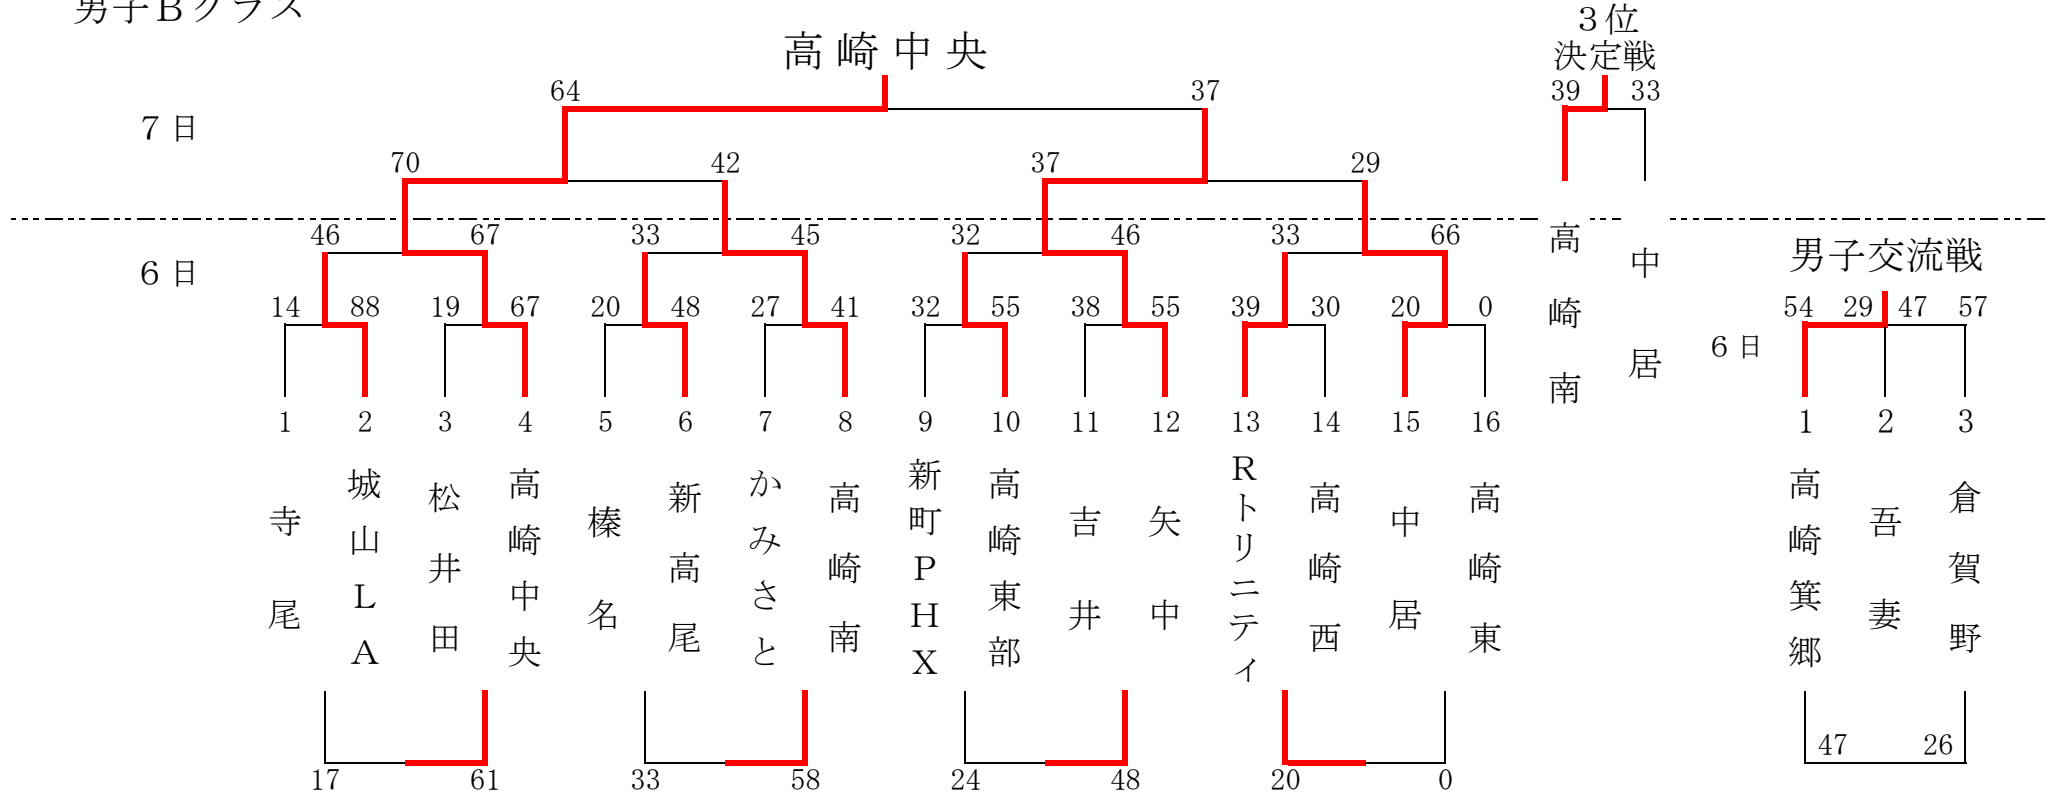 男子Bクラス
3位
決定戦
高崎中央
64 37 39 33
7日
70 42 37 29
46 67 33 45 32 46 33 66
6日
男子交流戦
14 88 19 67 20 48 27 41 32 55 38 55 39 30 20 0
54 29 47 57
6日
高崎南
中居
1 2 3 4 5 6 7 8 9 10 11 12 13 14 15 16
1 2 3
寺尾
城山LA
松井田
高崎中央
榛名
新高尾
かみさと
高崎南
新町PHX
高崎東部
吉井
矢中
Rトリニティ
高崎西
中居
高崎東
高崎箕郷
吾妻
倉賀野
47 26
17 61 33 58 24 48 20 0